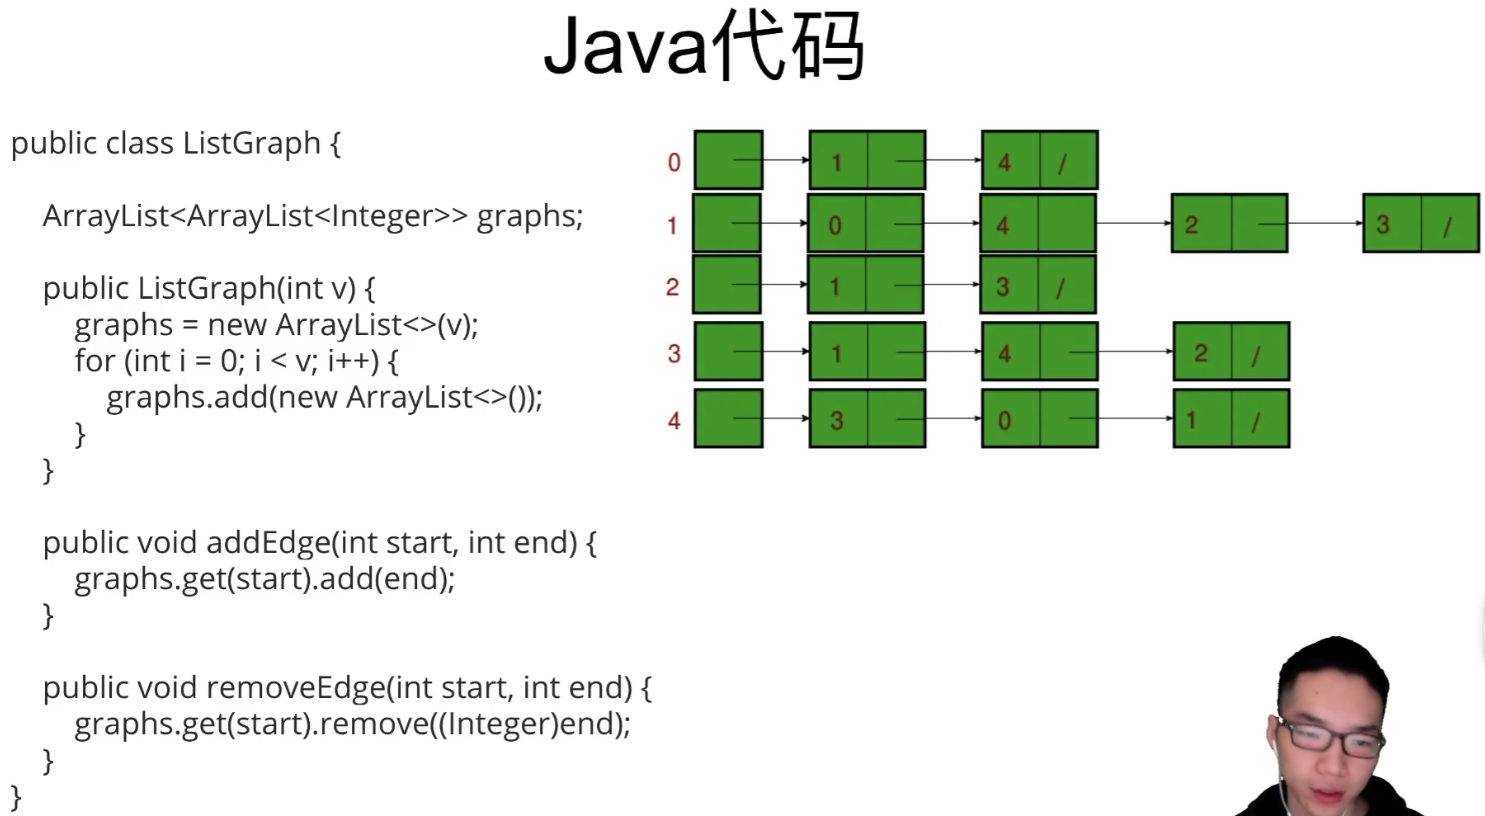 Java代码
public class ListGraph {
ArrayList<ArrayList<Integer>> graphs;
public ListGraph(int v) {
graphs = new ArrayList<>(v);
for (int i = 0; i < v; i++) {
graphs.add(new ArrayList<>());
}
}
public void addEdge(int start, int end) {
graphs.get(start).add(end);
}
public void removeEdge(int start, int end) {
graphs.get(start).remove((Integer)end);
}
}
0 1 4 /
1 0 4 2 3 /
2 1 3 /
3 1 4 2 /
4 3 0 1 /